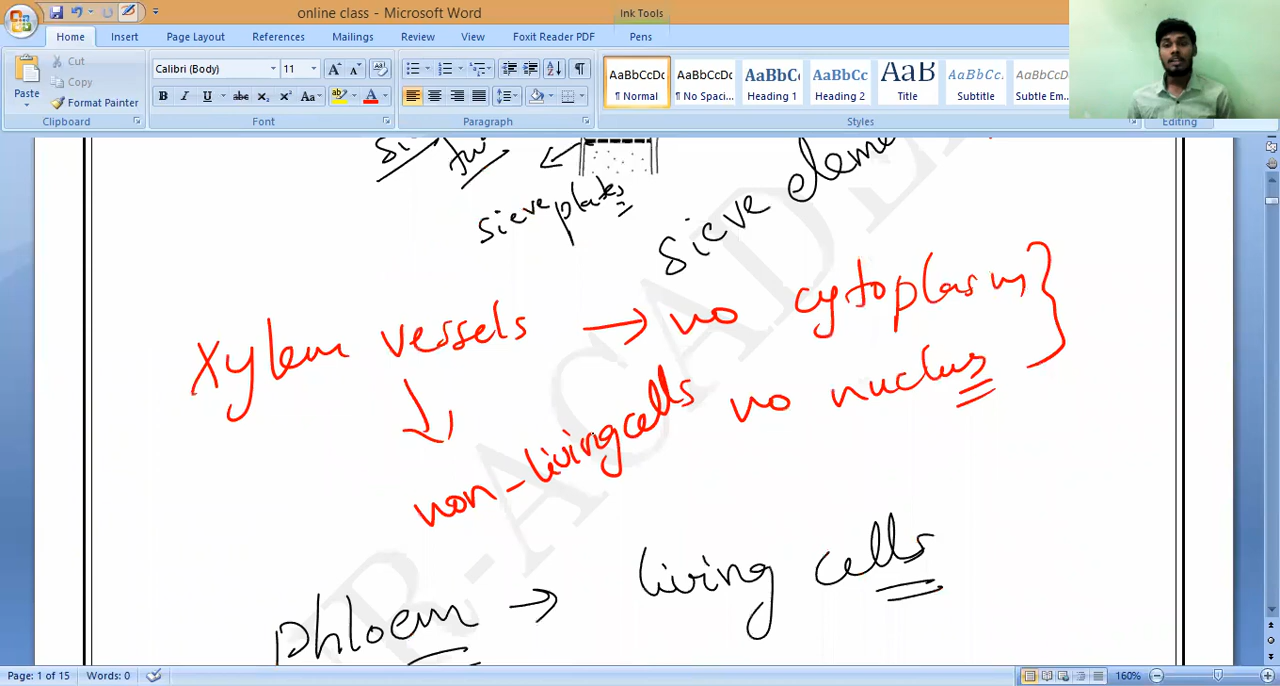 online class - Microsoft Word
Ink Tools
Home Insert Page Layout References Mailings Review View Foxit Reader PDF Pens
Paste
Cut
Copy
Format Painter
Calibri (Body) 11
AaBbCcDc AaBbCcDc AaBbC AaBbCc AaB AaBbCc. AaBbCcDc
¶ Normal ¶ No Spaci... Heading 1 Heading 2 Title Subtitle Subtle Em...
Clipboard Font Paragraph Styles Editing
sieve plates
sieve eleme
Xylem vessels → no cytoplasm
non-living cells no nuclus
phloem → living cells
R-ACADE
Page: 1 of 15 Words: 0 160%